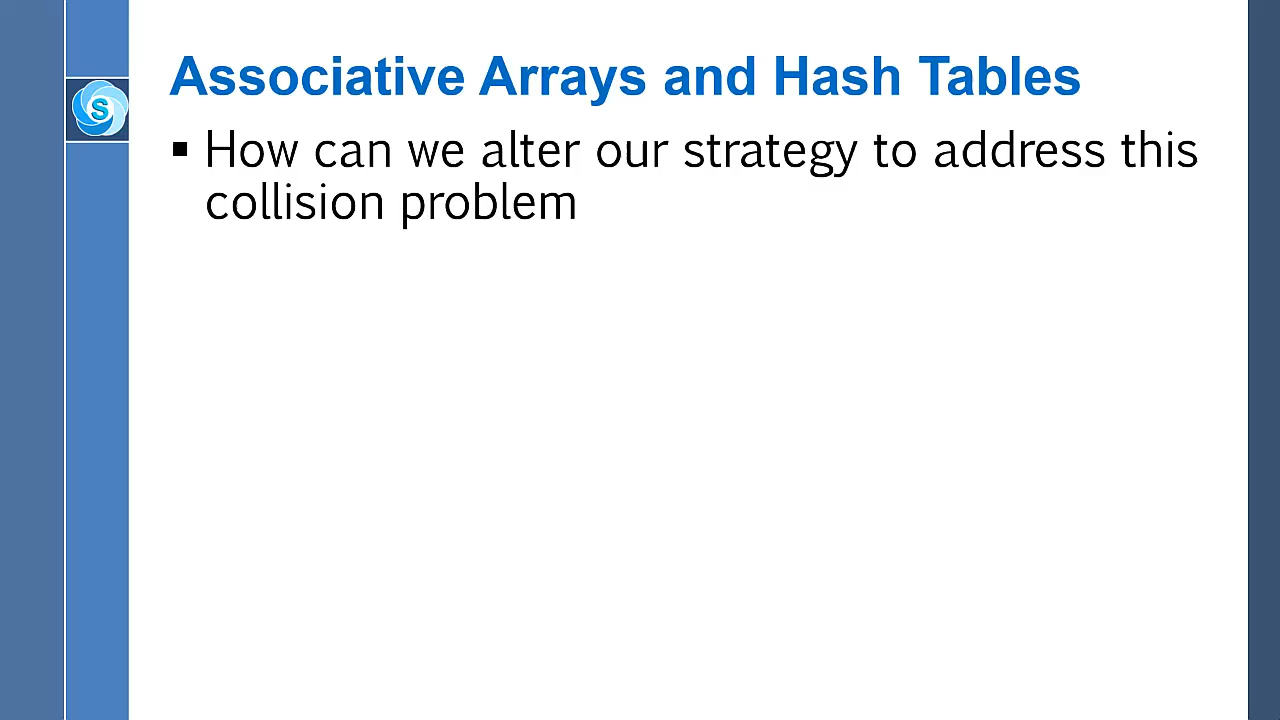 Associative Arrays and Hash Tables
S
▪ How can we alter our strategy to address this
collision problem